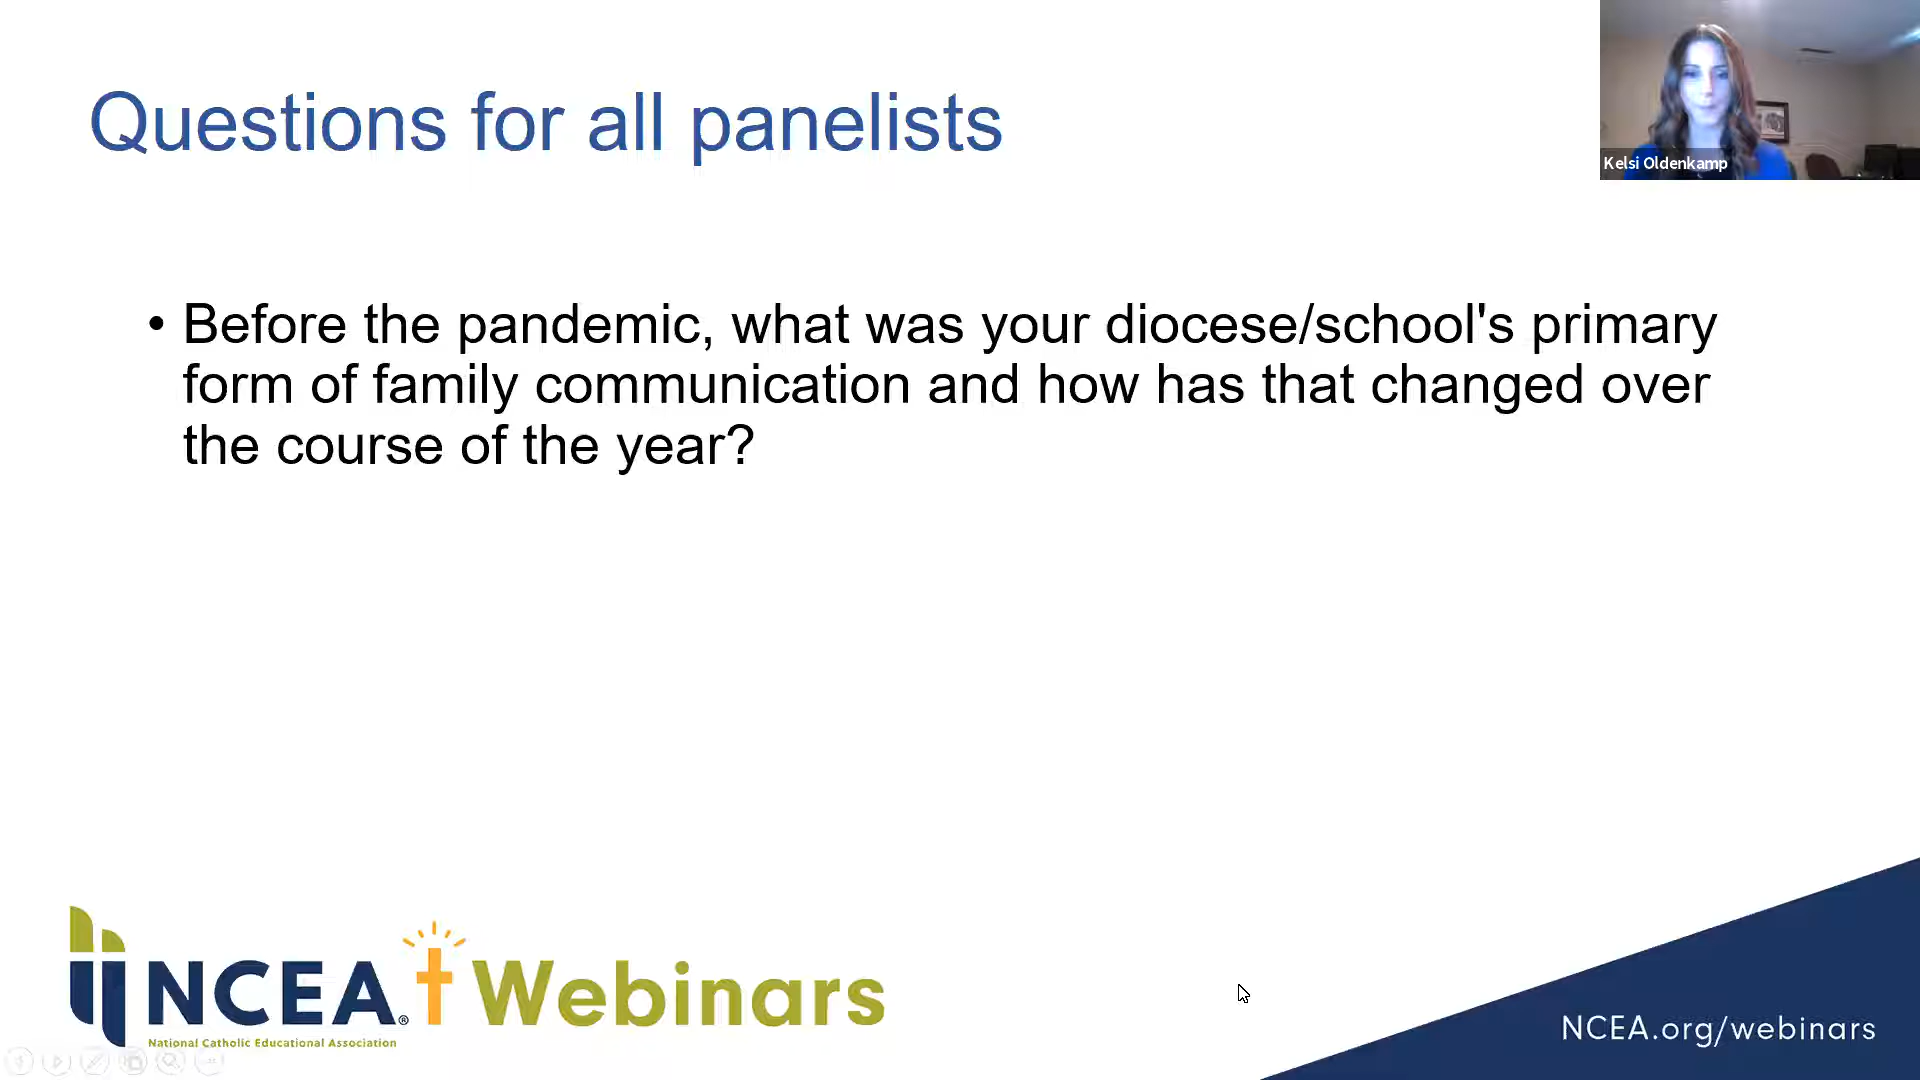 Questions for all panelists
Kelsi Oldenkamp
• Before the pandemic, what was your diocese/school's primary
form of family communication and how has that changed over
the course of the year?
NCEA® Webinars
National Catholic Educational Association
NCEA.org/webinars